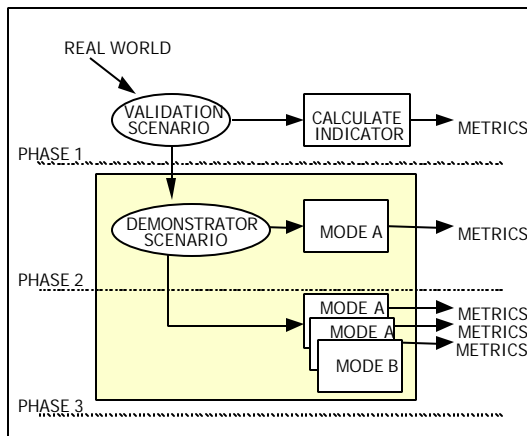 REAL WORLD
VALIDATION
SCENARIO
CALCULATE
INDICATOR
METRICS
PHASE 1
DEMONSTRATOR
SCENARIO
MODE A
METRICS
PHASE 2
MODE A
METRICS
MODE A
METRICS
METRICS
MODE B
PHASE 3